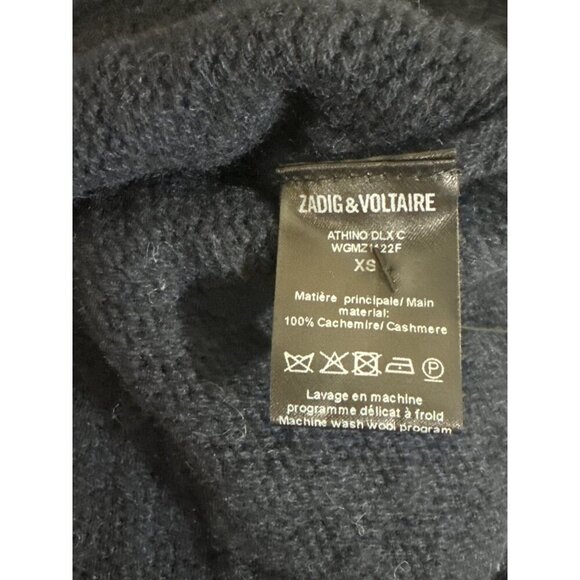 ZADIG&VOLTAIRE
ATHINO DLX C
XS
Matière principale/ Main
material:
100% Cachemire/ Cashmere
P
Lavage en machine
programme délicat à froid
Machine wash wool program